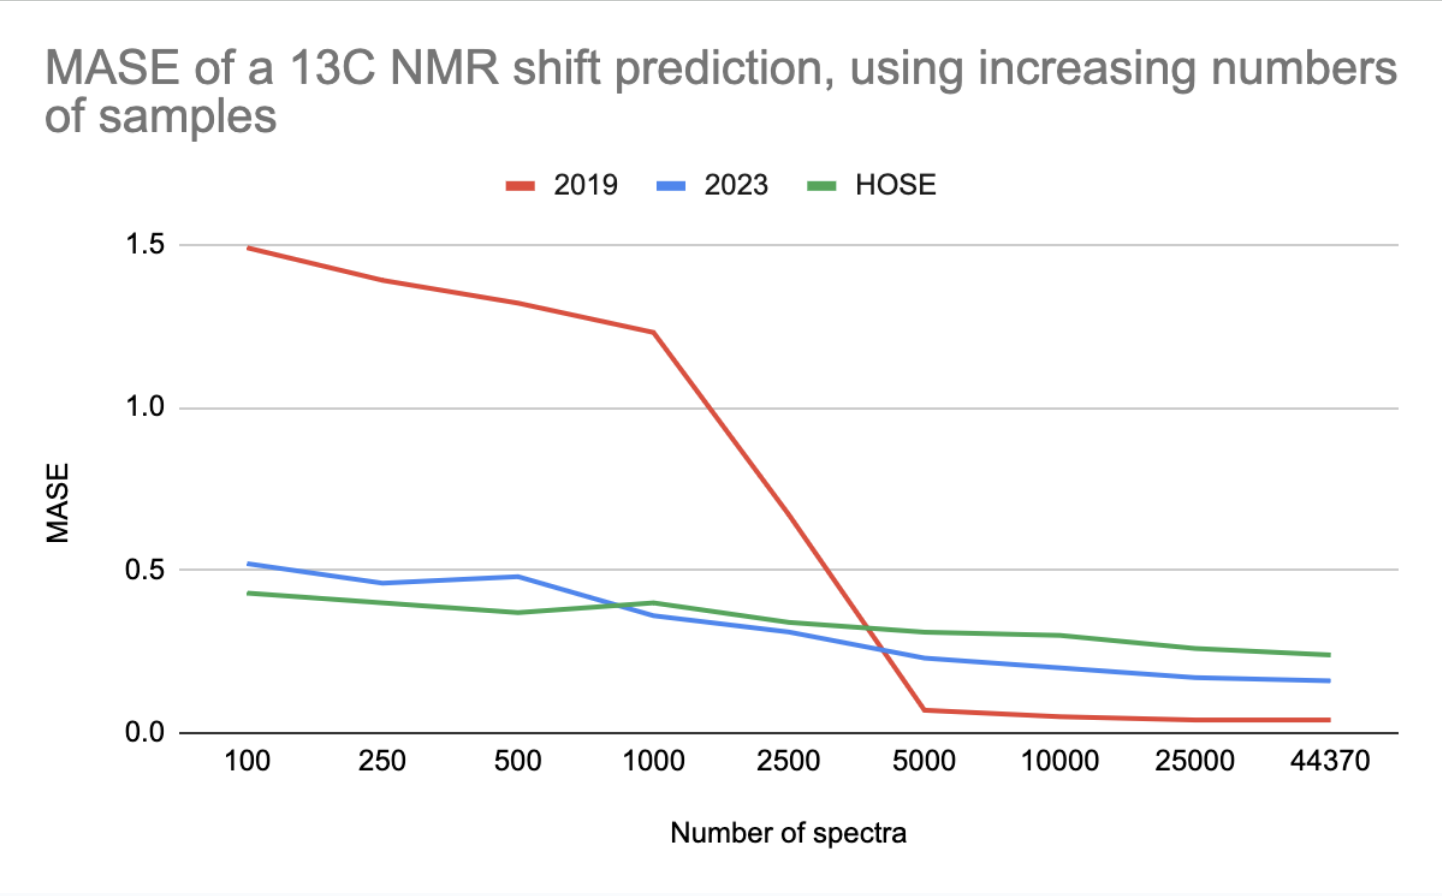 MASE of a 13C NMR shift prediction, using increasing numbers
of samples
2019 2023 HOSE
1.5
1.0
0.5
0.0
MASE
100 250 500 1000 2500 5000 10000 25000 44370
Number of spectra